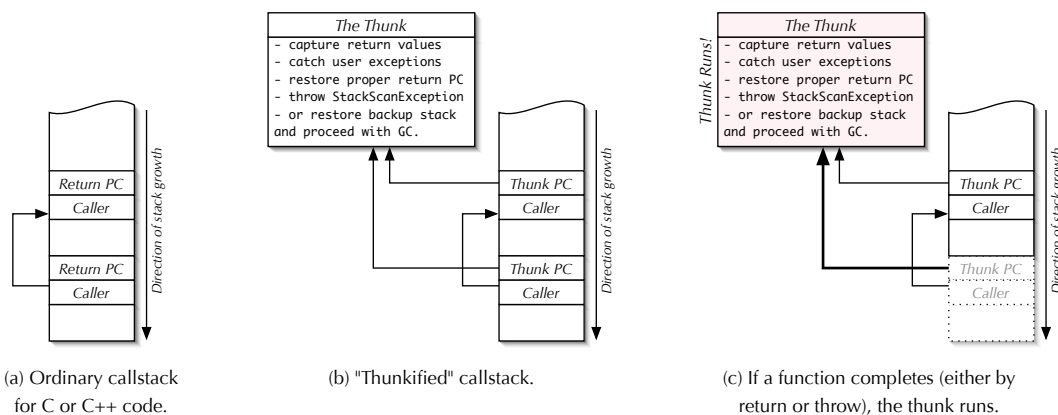 Return PC
Caller
Return PC
Caller
Direction of stack growth
(a) Ordinary callstack
for C or C++ code.
The Thunk
- capture return values
- catch user exceptions
- restore proper return PC
- throw StackScanException
- or restore backup stack
and proceed with GC.
Thunk PC
Caller
Thunk PC
Caller
Direction of stack growth
(b) "Thunkified" callstack.
Thunk Runs!
The Thunk
- capture return values
- catch user exceptions
- restore proper return PC
- throw StackScanException
- or restore backup stack
and proceed with GC.
Thunk PC
Caller
Thunk PC
Caller
Direction of stack growth
(c) If a function completes (either by
return or throw), the thunk runs.